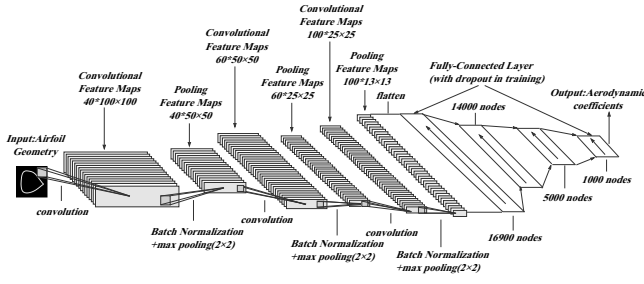 Convolutional
Feature Maps
100*25×25
Convolutional
Feature Maps
60*50×50
Pooling
Feature Maps
100*13×13
Pooling
Feature Maps
60*25×25
Convolutional
Feature Maps
40*100×100
Pooling
Feature Maps
40*50×50
Fully-Connected Layer
(with dropout in training)
flatten
14000 nodes
Output:Aerodynamic
coefficients
Input:Airfoil
Geometry
convolution
Batch Normalization
+max pooling(2×2)
convolution
Batch Normalization
+max pooling(2×2)
convolution
Batch Normalization
+max pooling(2×2)
16900 nodes
5000 nodes
1000 nodes